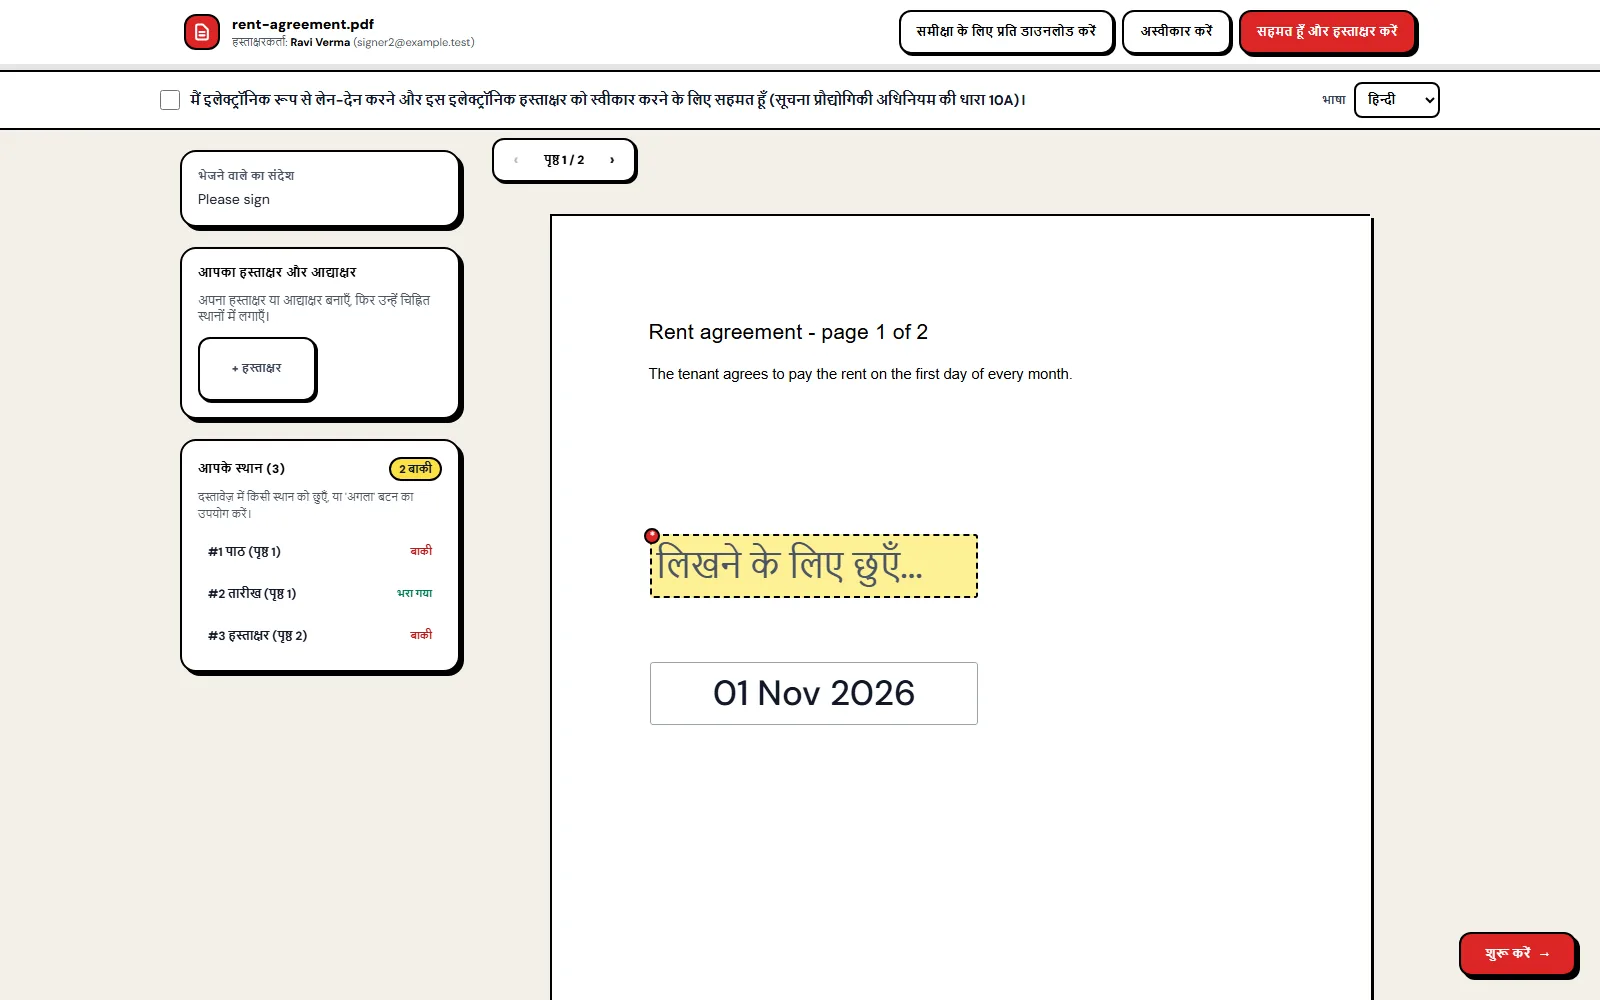 rent-agreement.pdf
हस्ताक्षरकर्ता: Ravi Verma (signer2@example.test)
समीक्षा के लिए प्रति डाउनलोड करें
अस्वीकार करें
सहमत हूँ और हस्ताक्षर करें
मैं इलेक्ट्रॉनिक रूप से लेन-देन करने और इस इलेक्ट्रॉनिक हस्ताक्षर को स्वीकार करने के लिए सहमत हूँ (सूचना प्रौद्योगिकी अधिनियम की धारा 10A)।
भाषा
हिन्दी
भेजने वाले का संदेश
Please sign
आपका हस्ताक्षर और आद्याक्षर
अपना हस्ताक्षर या आद्याक्षर बनाएँ, फिर उन्हें चिह्नित
स्थानों में लगाएँ।
+ हस्ताक्षर
आपके स्थान (3)
2 बाकी
दस्तावेज़ में किसी स्थान को छुएँ, या 'अगला' बटन का
उपयोग करें।
#1 पाठ (पृष्ठ 1)
बाकी
#2 तारीख (पृष्ठ 1)
भरा गया
#3 हस्ताक्षर (पृष्ठ 2)
बाकी
‹ पृष्ठ 1 / 2 ›
Rent agreement - page 1 of 2
The tenant agrees to pay the rent on the first day of every month.
*
लिखने के लिए छुएँ...
01 Nov 2026
शुरू करें →